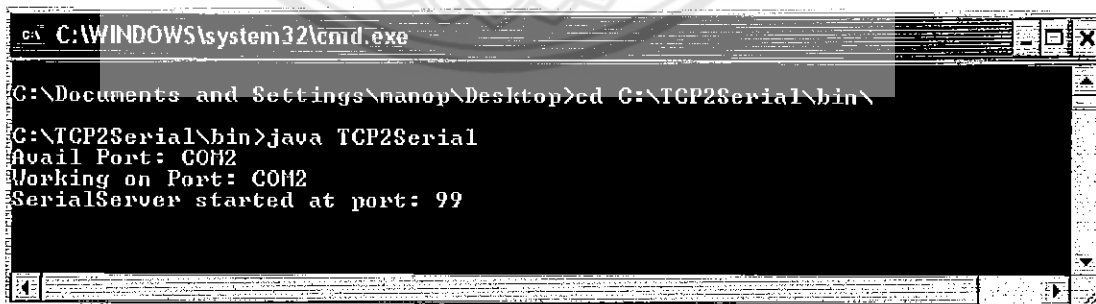 C:\WINDOWS\system32\cmd.exe
C:\Documents and Settings\manop\Desktop>cd C:\TCP2Serial\bin\
C:\TCP2Serial\bin>java TCP2Serial
Avail Port: COM2
Working on Port: COM2
SerialServer started at port: 99